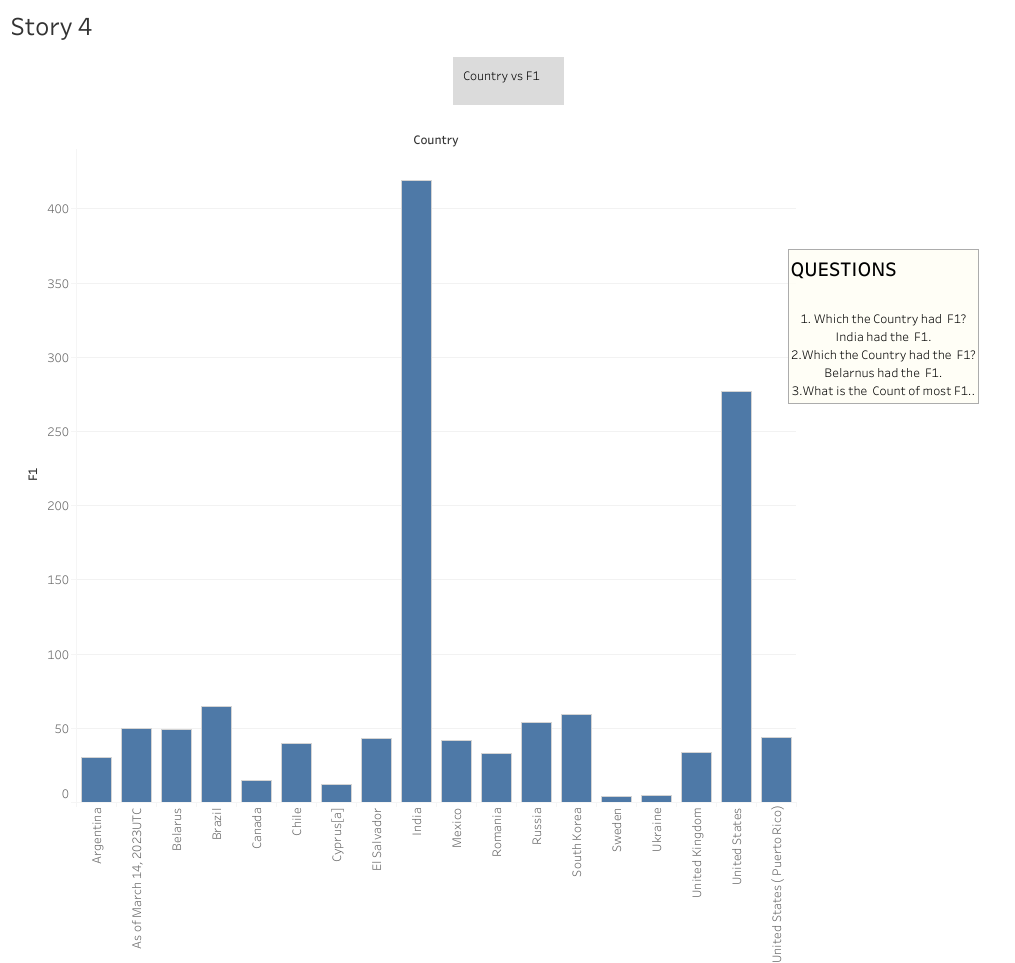 Story 4
Country vs F1
Country
400
350
300
250
200
150
100
50
0
F1
QUESTIONS
1. Which the Country had F1?
India had the F1.
2.Which the Country had the F1?
Belarnus had the F1.
3.What is the Count of most F1..
Argentina
As of March 14, 2023UTC
Belarus
Brazil
Canada
Chile
Cyprus[a]
El Salvador
India
Mexico
Romania
Russia
South Korea
Sweden
Ukraine
United Kingdom
United States
United States ( Puerto Rico)